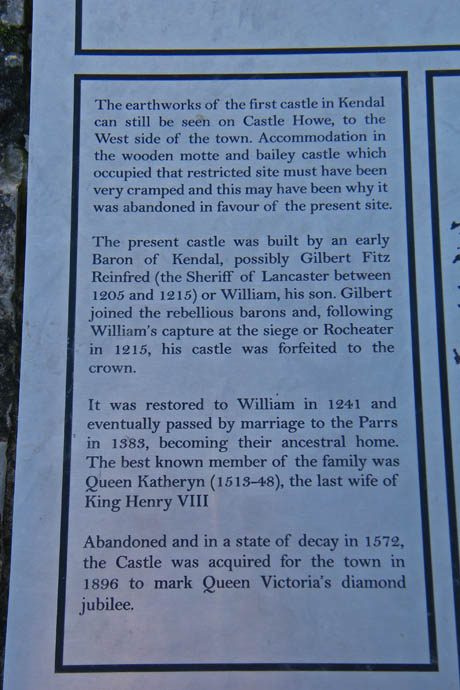 The earthworks of the first castle in Kendal
can still be seen on Castle Howe, to the
West side of the town. Accommodation in
the wooden motte and bailey castle which
occupied that restricted site must have been
very cramped and this may have been why it
was abandoned in favour of the present site.
The present castle was built by an early
Baron of Kendal, possibly Gilbert Fitz
Reinfred (the Sheriff of Lancaster between
1205 and 1215) or William, his son. Gilbert
joined the rebellious barons and, following
William's capture at the siege or Rocheater
in 1215, his castle was forfeited to the
crown.
It was restored to William in 1241 and
eventually passed by marriage to the Parrs
in 1383, becoming their ancestral home.
The best known member of the family was
Queen Katheryn (1513–48), the last wife of
King Henry VIII
Abandoned and in a state of decay in 1572,
the Castle was acquired for the town in
1896 to mark Queen Victoria's diamond
jubilee.